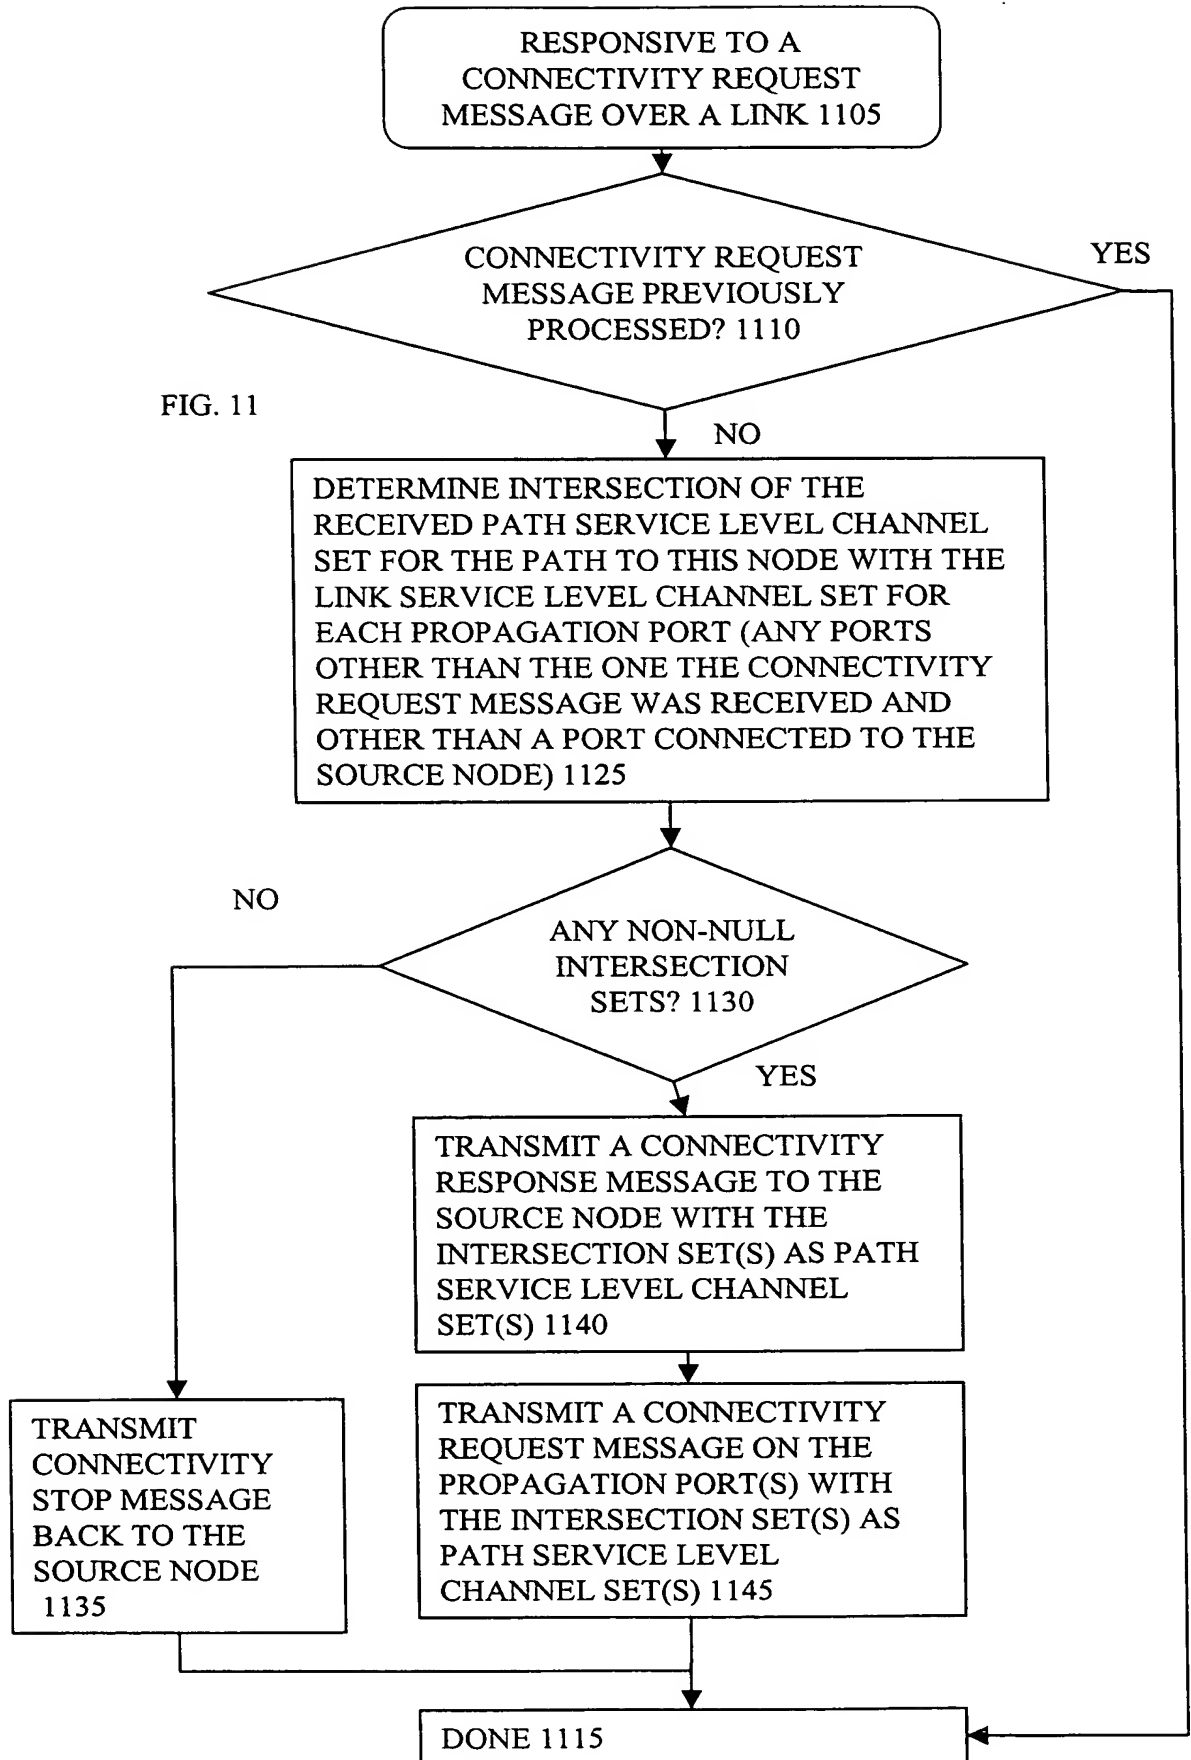 RESPONSIVE TO A
CONNECTIVITY REQUEST
MESSAGE OVER A LINK 1105
CONNECTIVITY REQUEST
MESSAGE PREVIOUSLY
PROCESSED? 1110
YES
FIG. 11
NO
DETERMINE INTERSECTION OF THE
RECEIVED PATH SERVICE LEVEL CHANNEL
SET FOR THE PATH TO THIS NODE WITH THE
LINK SERVICE LEVEL CHANNEL SET FOR
EACH PROPAGATION PORT (ANY PORTS
OTHER THAN THE ONE THE CONNECTIVITY
REQUEST MESSAGE WAS RECEIVED AND
OTHER THAN A PORT CONNECTED TO THE
SOURCE NODE) 1125
NO
ANY NON-NULL
INTERSECTION
SETS? 1130
YES
TRANSMIT A CONNECTIVITY
RESPONSE MESSAGE TO THE
SOURCE NODE WITH THE
INTERSECTION SET(S) AS PATH
SERVICE LEVEL CHANNEL
SET(S) 1140
TRANSMIT
CONNECTIVITY
STOP MESSAGE
BACK TO THE
SOURCE NODE
1135
TRANSMIT A CONNECTIVITY
REQUEST MESSAGE ON THE
PROPAGATION PORT(S) WITH
THE INTERSECTION SET(S) AS
PATH SERVICE LEVEL
CHANNEL SET(S) 1145
DONE 1115